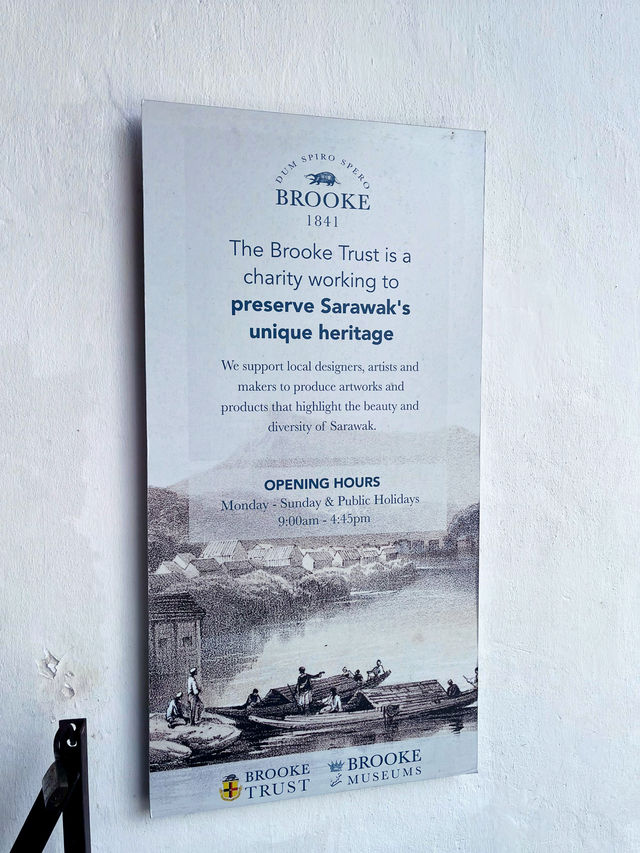 DUM SPIRO SPERO
BROOKE
1841
The Brooke Trust is a
charity working to
preserve Sarawak's
unique heritage
We support local designers, artists and
makers to produce artworks and
products that highlight the beauty and
diversity of Sarawak.
OPENING HOURS
Monday - Sunday & Public Holidays
9:00am - 4:45pm
BROOKE
TRUST
BROOKE
MUSEUMS